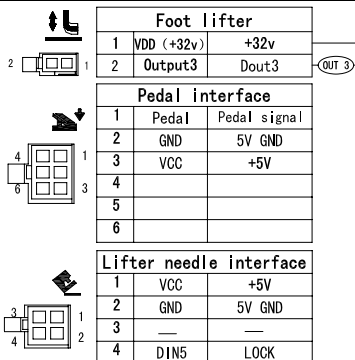 Foot lifter
1 VDD (+32v) +32v
2 1 2 Output3 Dout3 OUT 3
Pedal interface
1 Pedal Pedal signal
4 1 2 GND 5V GND
6 3 3 VCC +5V
4
5
6
Lifter needle interface
1 VCC +5V
3 1 2 GND 5V GND
4 2 3 — —
4 DIN5 LOCK